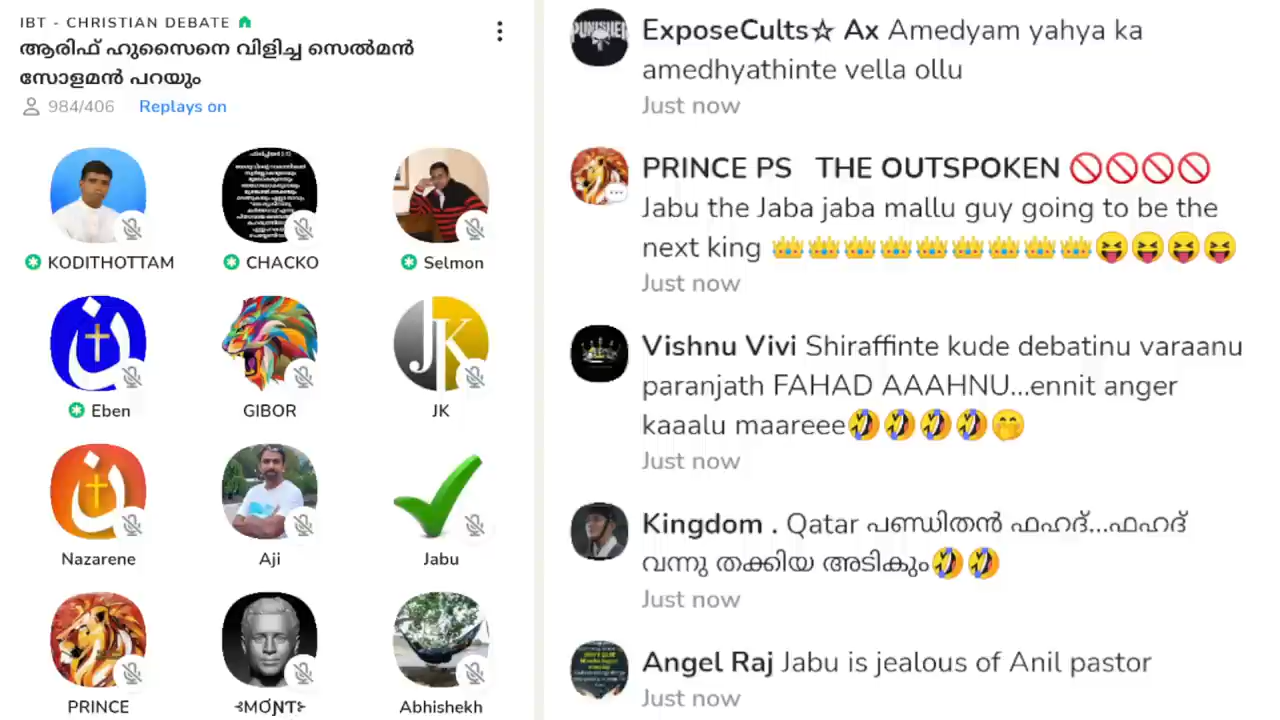 IBT - CHRISTIAN DEBATE
ആരിഫ് ഹുസൈനെ വിളിച്ച സെൽമൻ
സോളമൻ പറയും
984/406 Replays on
KODITHOTTAM CHACKO Selmon
JK
Eben GIBOR JK
Nazarene Aji Jabu
PRINCE ⊰MƠƝƬ⊱ Abhishekh
PUNISHER
ExposeCults☆ Ax Amedyam yahya ka
amedhyathinte vella ollu
Just now
PRINCE PS THE OUTSPOKEN 🚫🚫🚫🚫
Jabu the Jaba jaba mallu guy going to be the
next king 👑👑👑👑👑👑👑👑👑😝😝😝😝
Just now
Vishnu Vivi Shiraffinte kude debatinu varaanu
paranjath FAHAD AAAHNU...ennit anger
kaaalu maareee🤣🤣🤣🤣🤭
Just now
Kingdom . Qatar പണ്ഡിതൻ ഫഹദ്...ഫഹദ്
വന്നു തക്കിയ അടികും🤣🤣
Just now
Angel Raj Jabu is jealous of Anil pastor
Just now